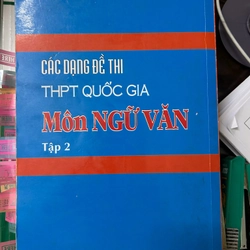 CÁC DẠNG ĐỀ THI
THPT QUỐC GIA
Môn NGỮ VĂN
Tập 2